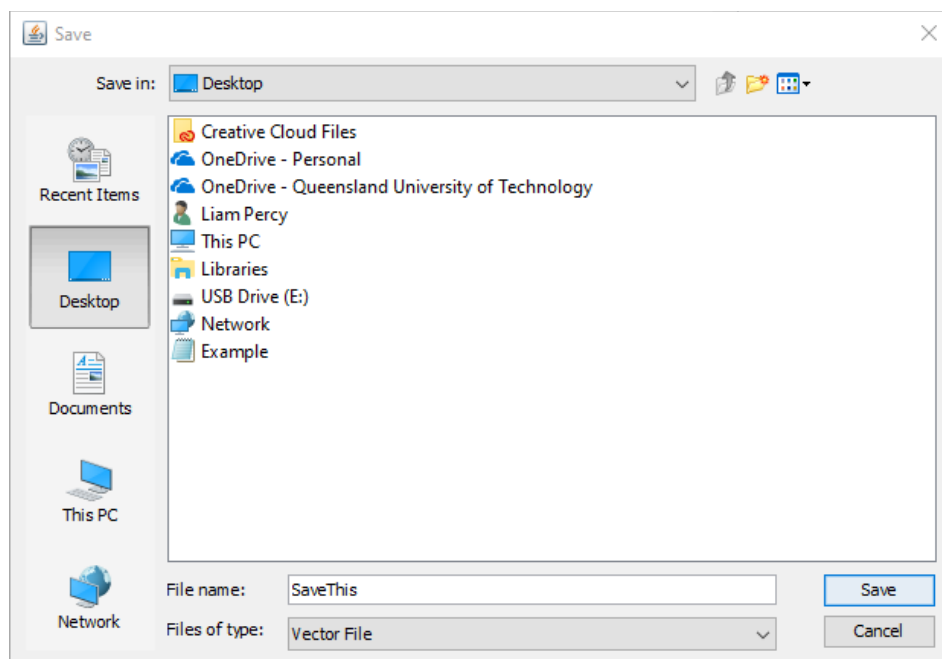 Save
Save in: Desktop
Recent Items
Desktop
Documents
This PC
Network
Creative Cloud Files
OneDrive - Personal
OneDrive - Queensland University of Technology
Liam Percy
This PC
Libraries
USB Drive (E:)
Network
Example
File name: SaveThis Save
Files of type: Vector File Cancel